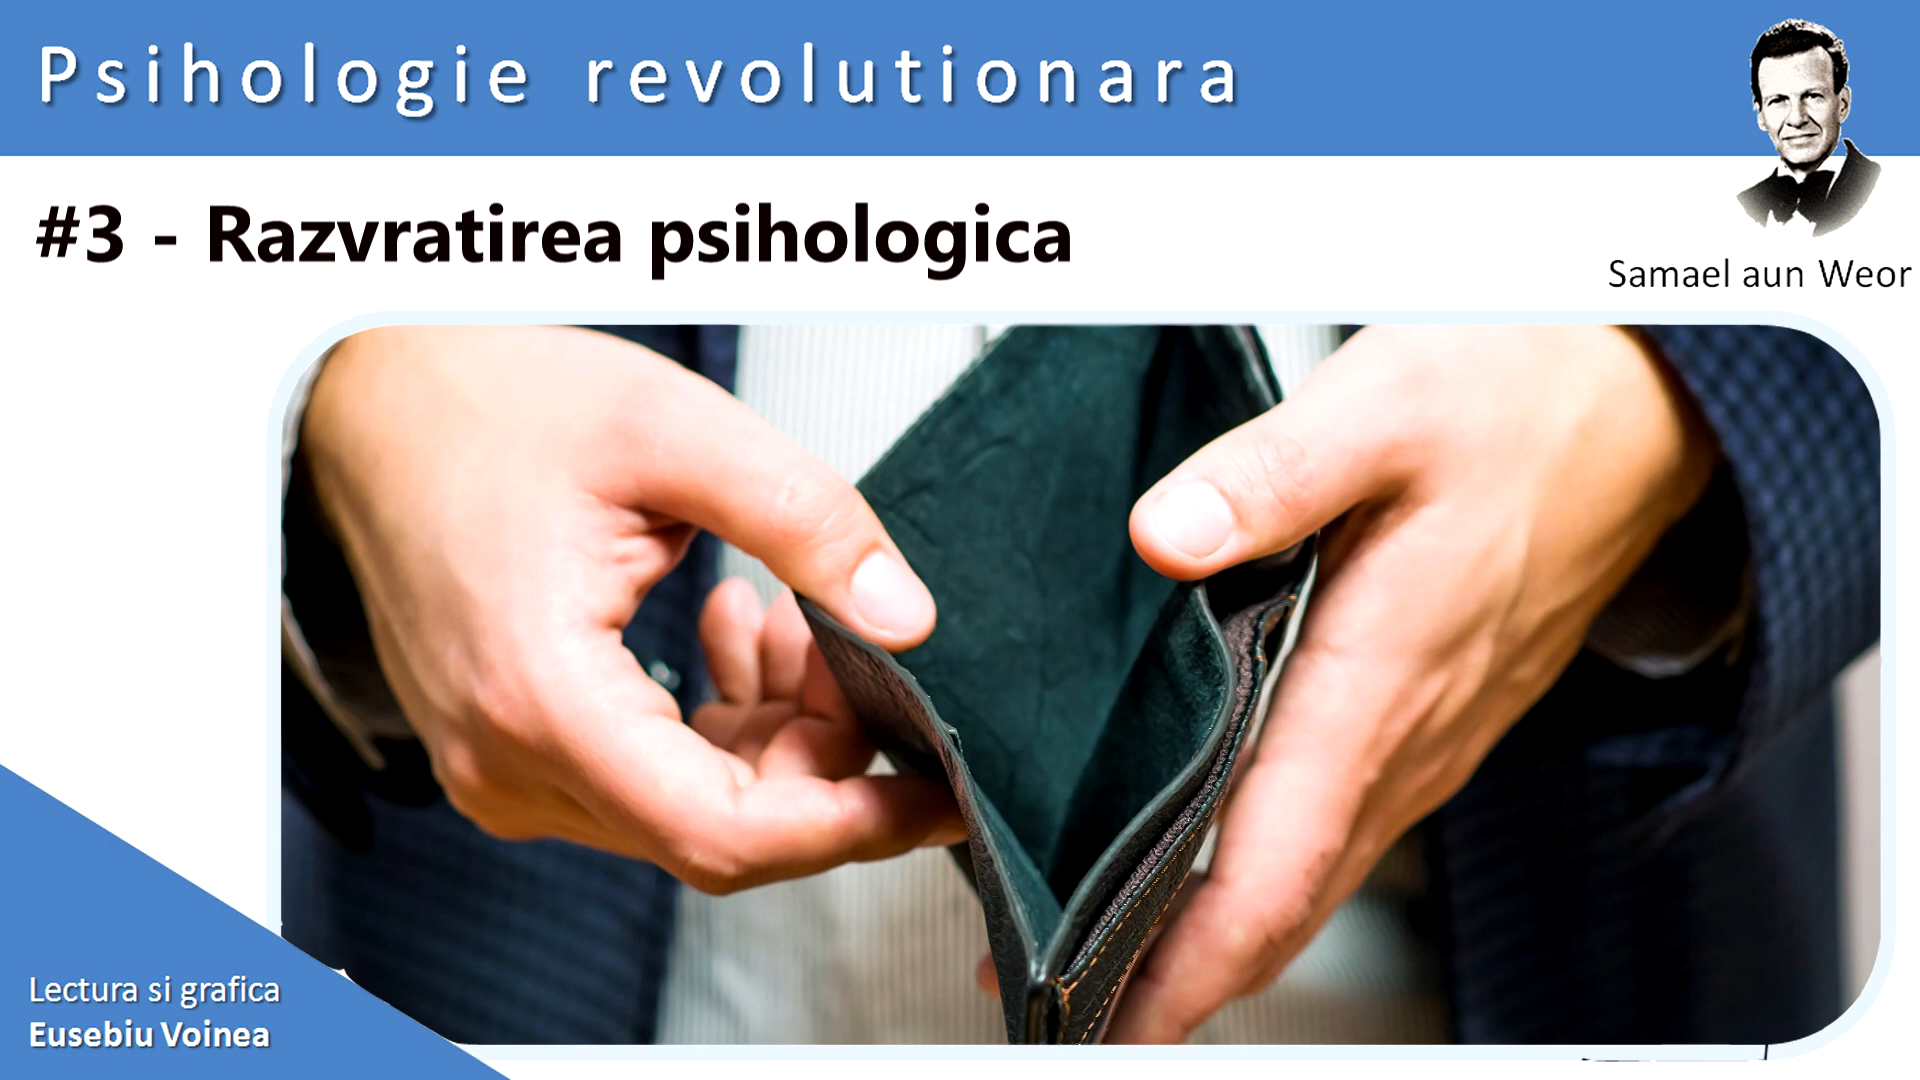 Psihologie revolutionara
#3 - Razvratirea psihologica
Samael aun Weor
Lectura si grafica
Eusebiu Voinea